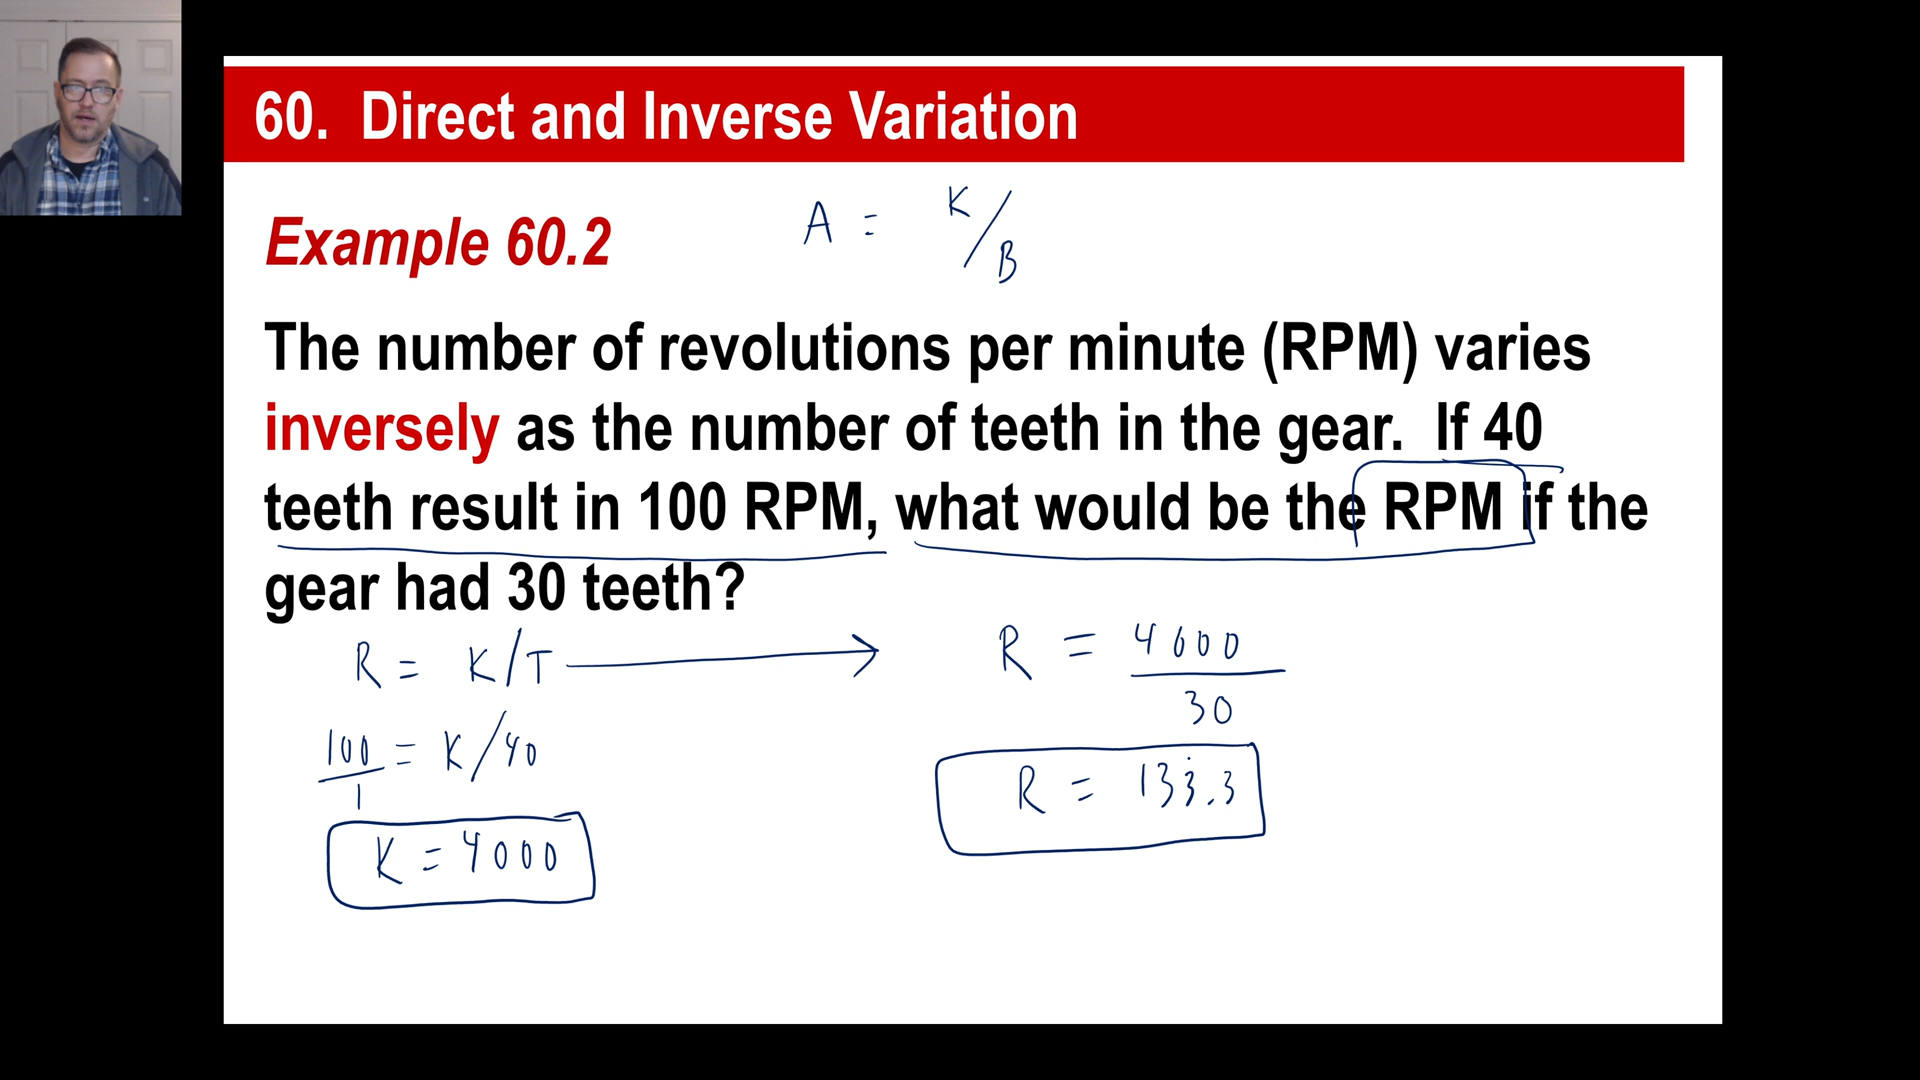 60. Direct and Inverse Variation
Example 60.2
A = K/B
The number of revolutions per minute (RPM) varies
inversely as the number of teeth in the gear. If 40
teeth result in 100 RPM, what would be the RPM if the
gear had 30 teeth?
R = K/T
100/1 = K/40
K = 4000
R = 4000/30
R = 133.3